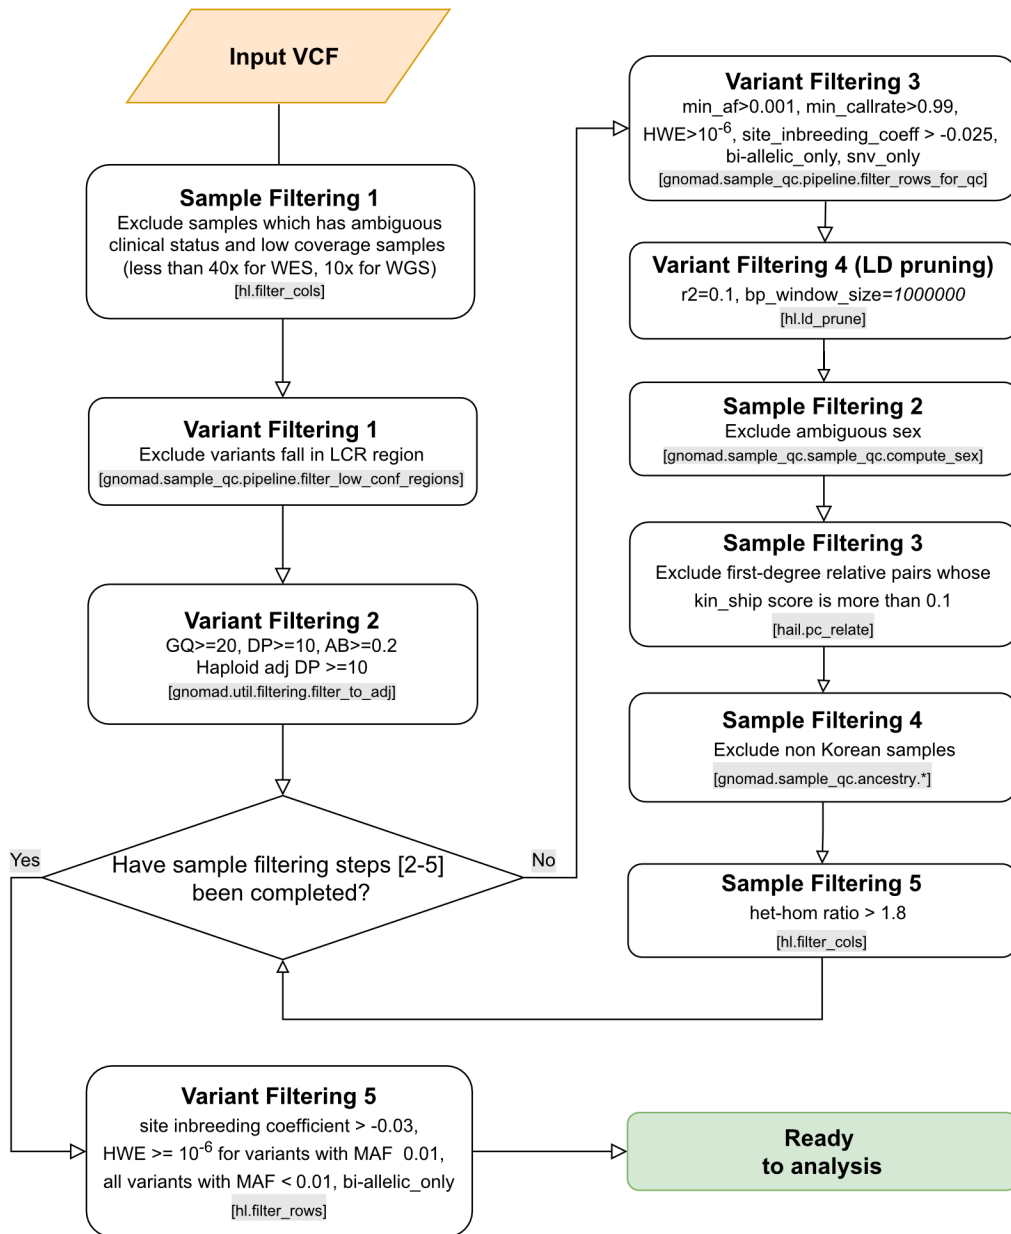 Input VCF
Sample Filtering 1
Exclude samples which has ambiguous
clinical status and low coverage samples
(less than 40x for WES, 10x for WGS)
[hl.filter_cols]
Variant Filtering 1
Exclude variants fall in LCR region
[gnomad.sample_qc.pipeline.filter_low_conf_regions]
Variant Filtering 2
GQ>=20, DP>=10, AB>=0.2
Haploid adj DP >=10
[gnomad.util.filtering.filter_to_adj]
Have sample filtering steps [2-5]
been completed?
Yes
No
Variant Filtering 3
min_af>0.001, min_callrate>0.99,
HWE>10-6, site_inbreeding_coeff > -0.025,
bi-allelic_only, snv_only
[gnomad.sample_qc.pipeline.filter_rows_for_qc]
Variant Filtering 4 (LD pruning)
r2=0.1, bp_window_size=1000000
[hl.ld_prune]
Sample Filtering 2
Exclude ambiguous sex
[gnomad.sample_qc.sample_qc.compute_sex]
Sample Filtering 3
Exclude first-degree relative pairs whose
kin_ship score is more than 0.1
[hail.pc_relate]
Sample Filtering 4
Exclude non Korean samples
[gnomad.sample_qc.ancestry.*]
Sample Filtering 5
het-hom ratio > 1.8
[hl.filter_cols]
Variant Filtering 5
site inbreeding coefficient > -0.03,
HWE >= 10-6 for variants with MAF 0.01,
all variants with MAF < 0.01, bi-allelic_only
[hl.filter_rows]
Ready
to analysis